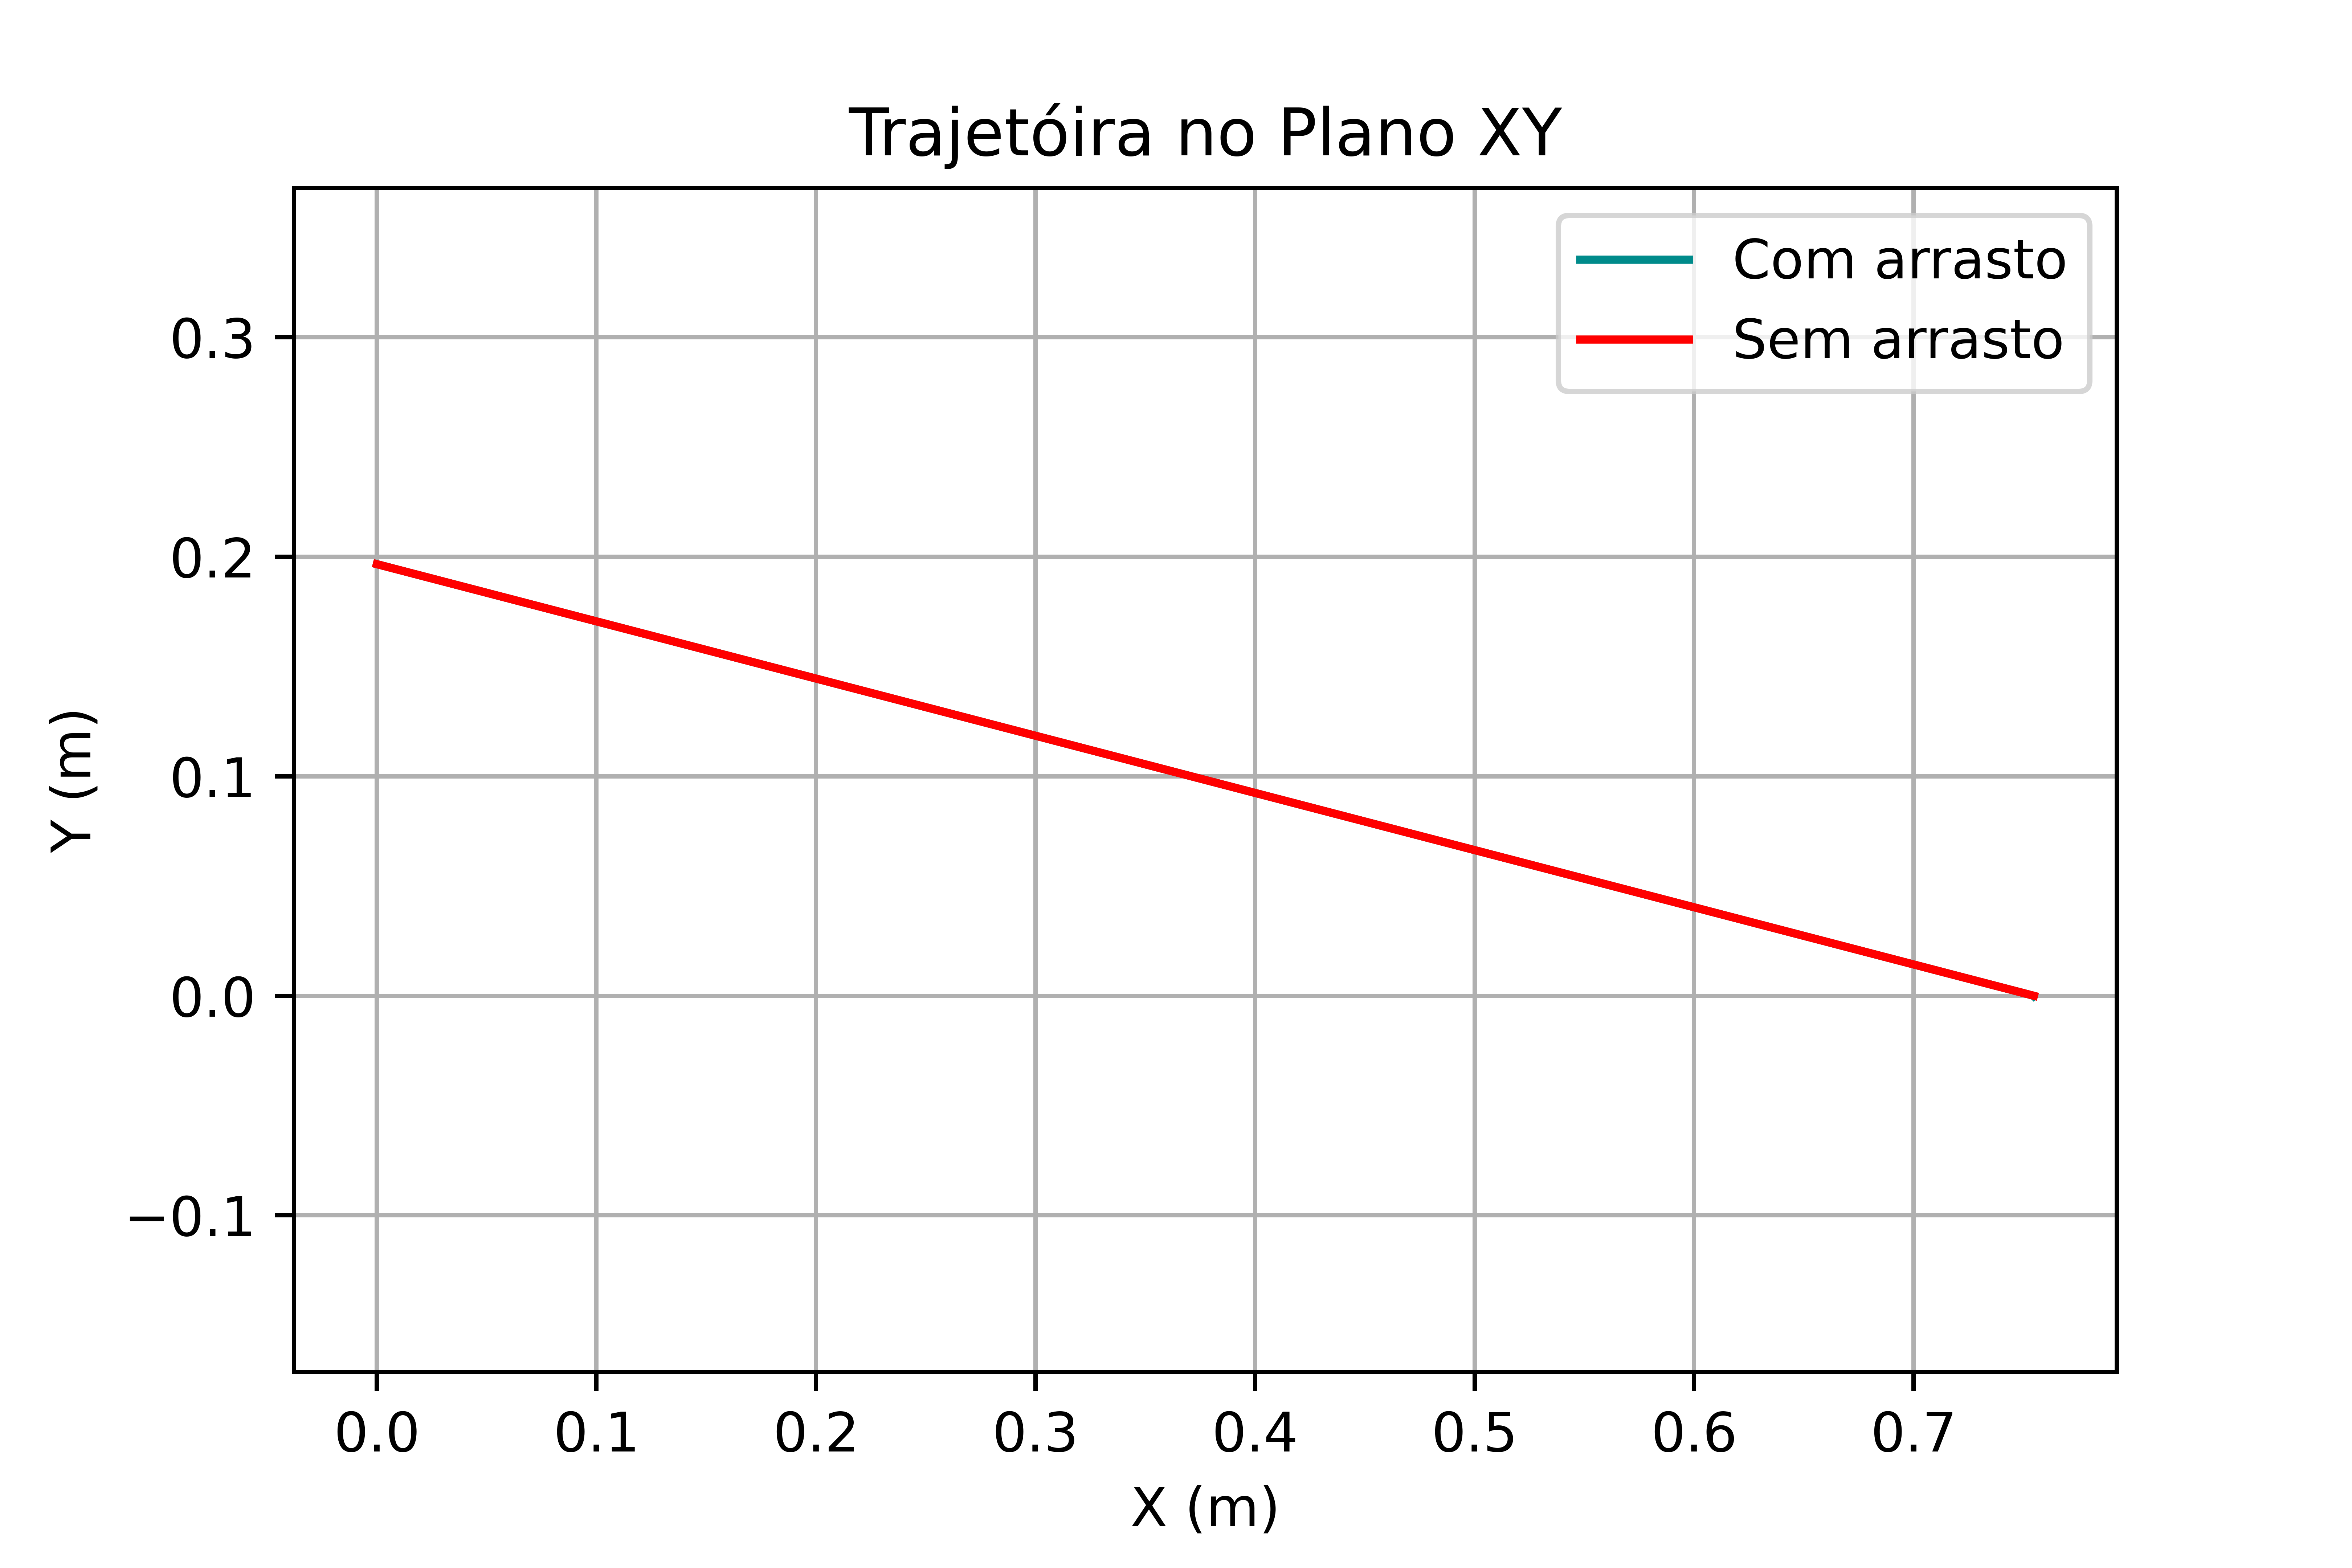 Trajetóira no Plano XY
Com arrasto
Sem arrasto
0.3
0.2
0.1
0.0
−0.1
Y (m)
0.0 0.1 0.2 0.3 0.4 0.5 0.6 0.7
X (m)